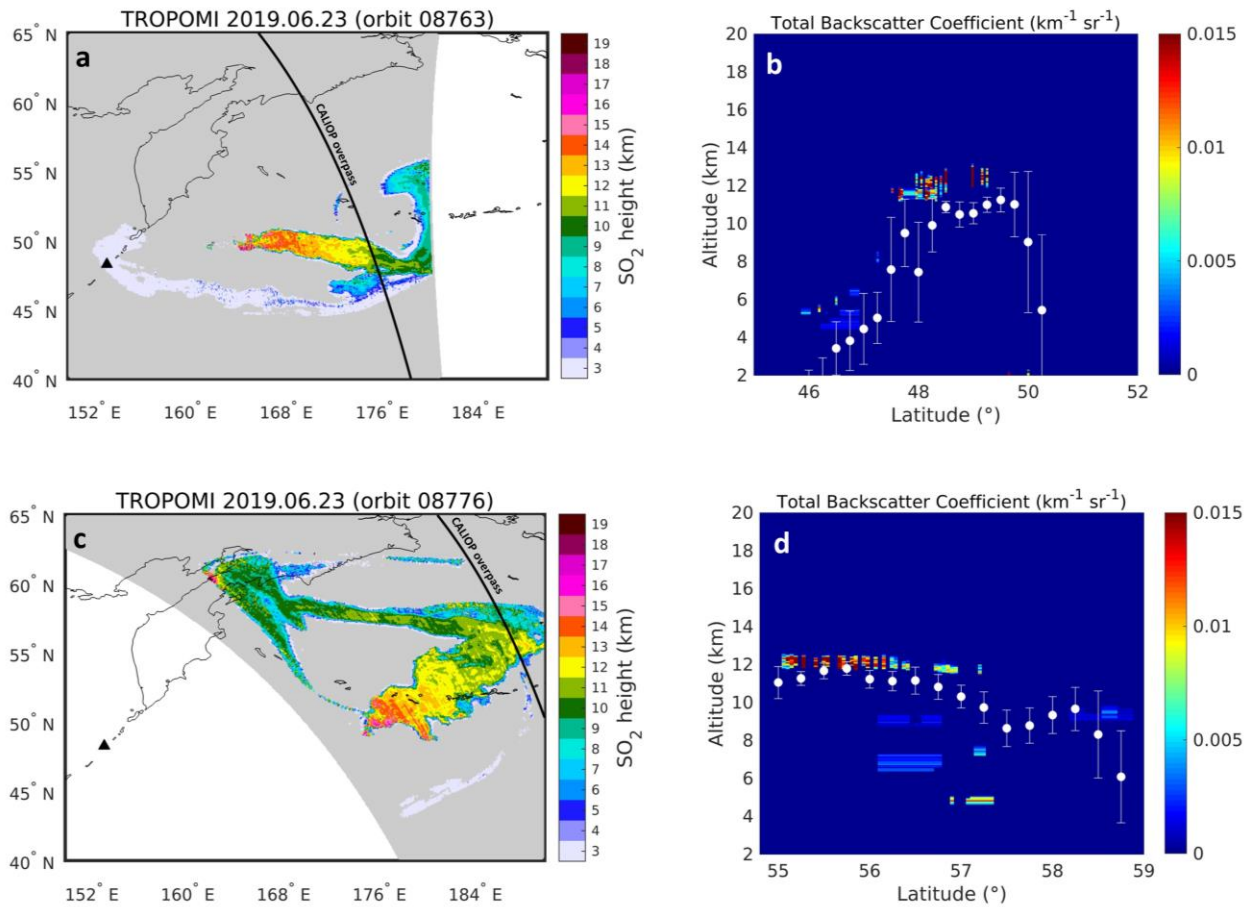 TROPOMI 2019.06.23 (orbit 08763)
a
CALIOP overpass
65° N
60° N
55° N
50° N
45° N
40° N
152° E
160° E
168° E
176° E
184° E
19
18
17
16
15
14
13
12
11
10
9
8
7
6
5
4
3
SO₂ height (km)
Total Backscatter Coefficient (km⁻¹ sr⁻¹)
b
20
18
16
14
12
10
8
6
4
2
Altitude (km)
46
48
50
52
Latitude (°)
0.015
0.01
0.005
0
TROPOMI 2019.06.23 (orbit 08776)
c
CALIOP overpass
65° N
60° N
55° N
50° N
45° N
40° N
152° E
160° E
168° E
176° E
184° E
19
18
17
16
15
14
13
12
11
10
9
8
7
6
5
4
3
SO₂ height (km)
Total Backscatter Coefficient (km⁻¹ sr⁻¹)
d
20
18
16
14
12
10
8
6
4
2
Altitude (km)
55
56
57
58
59
Latitude (°)
0.015
0.01
0.005
0